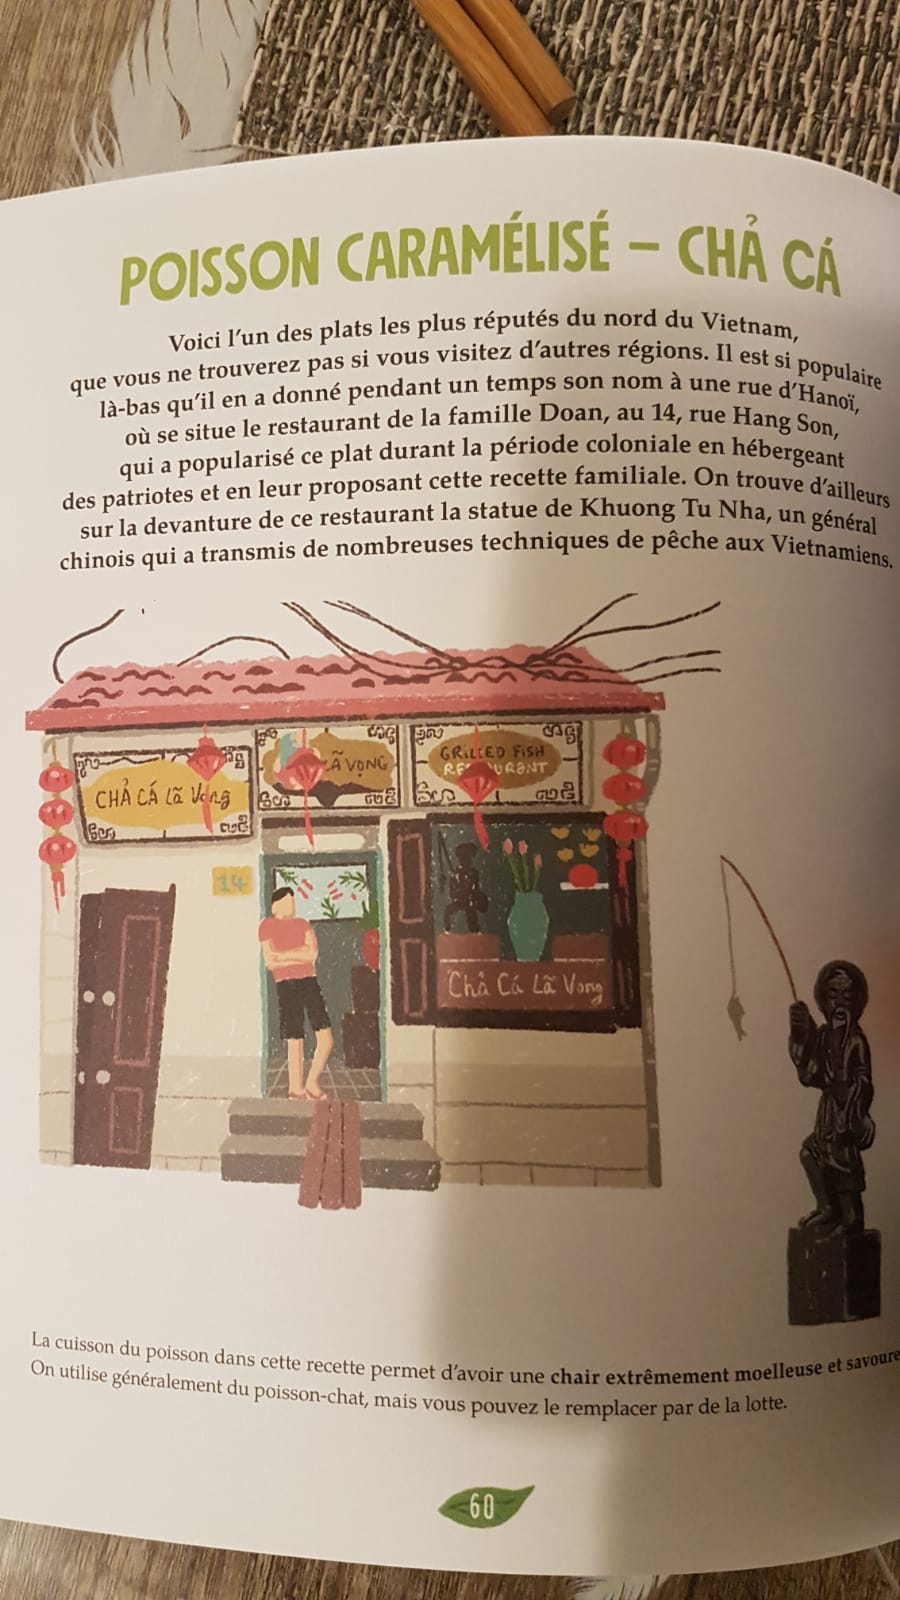 POISSON CARAMÉLISÉ – CHẢ CÁ
Voici l'un des plats les plus réputés du nord du Vietnam,
que vous ne trouverez pas si vous visitez d'autres régions. Il est si populaire
là-bas qu'il en a donné pendant un temps son nom à une rue d'Hanoï,
où se situe le restaurant de la famille Doan, au 14, rue Hang Son,
qui a popularisé ce plat durant la période coloniale en hébergeant
des patriotes et en leur proposant cette recette familiale. On trouve d'ailleurs
sur la devanture de ce restaurant la statue de Khuong Tu Nha, un général
chinois qui a transmis de nombreuses techniques de pêche aux Vietnamiens.
CHẢ CÁ Lã Vọng
Ã VỌNG
GRILLED FISH
14
Chả Cá Lã Vọng
La cuisson du poisson dans cette recette permet d'avoir une chair extrêmement moelleuse et savoure
On utilise généralement du poisson-chat, mais vous pouvez le remplacer par de la lotte.
60